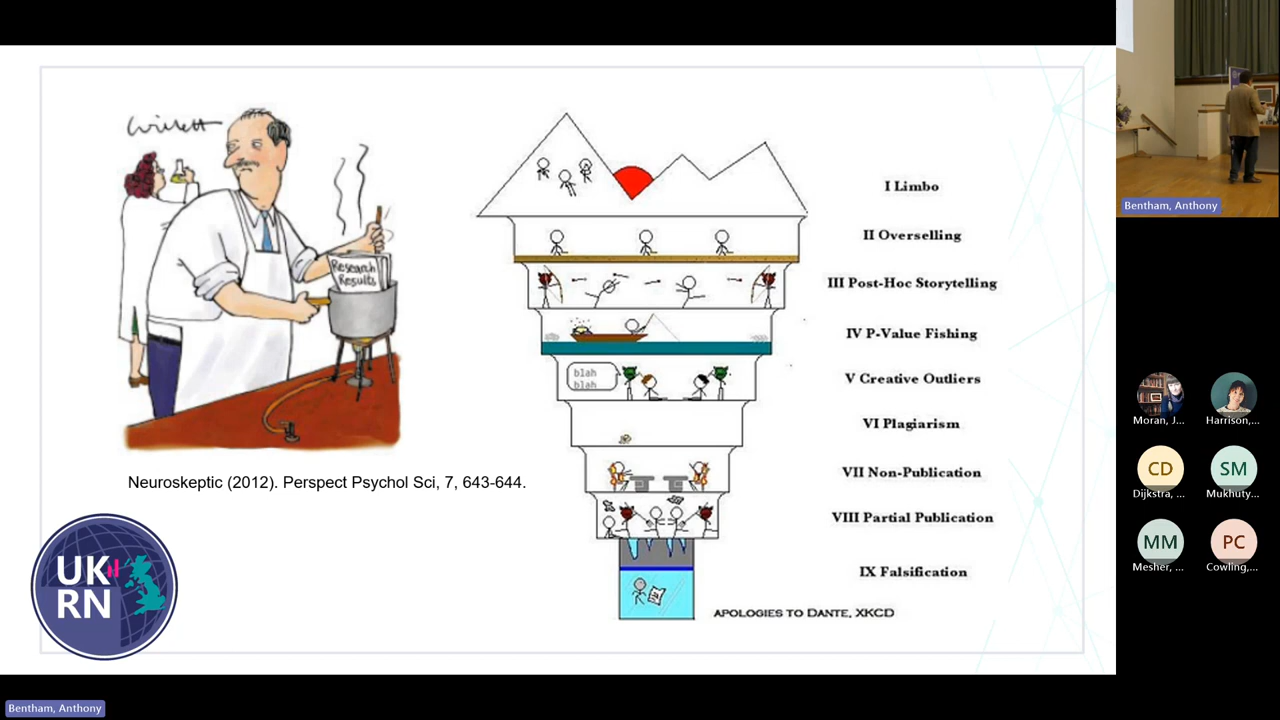 Research
Results
I Limbo
II Overselling
III Post-Hoc Storytelling
IV P-Value Fishing
blah
blah
V Creative Outliers
VI Plagiarism
VII Non-Publication
VIII Partial Publication
IX Falsification
APOLOGIES TO DANTE, XKCD
Neuroskeptic (2012). Perspect Psychol Sci, 7, 643-644.
UK
RN
Bentham, Anthony
Moran, J...
Harrison,...
CD
Dijkstra, ...
SM
Mukhuty...
MM
Mesher, ...
PC
Cowling,...
Bentham, Anthony